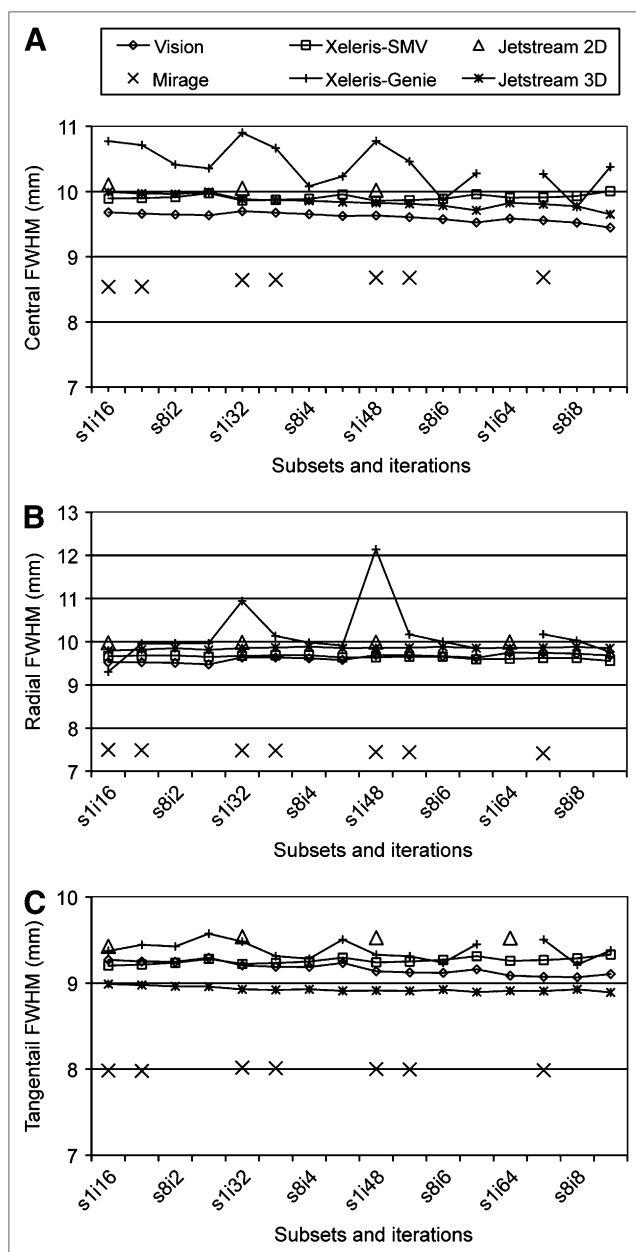 A
Vision
Xeleris-SMV
Jetstream 2D
Mirage
Xeleris-Genie
Jetstream 3D
11
10
9
8
7
Central FWHM (mm)
s1i16
s8i2
s1i32
s8i4
s1i48
s8i6
s1i64
s8i8
Subsets and iterations
B
13
12
11
10
9
8
7
Radial FWHM (mm)
s1i16
s8i2
s1i32
s8i4
s1i48
s8i6
s1i64
s8i8
Subsets and iterations
C
10
9
8
7
Tangentail FWHM (mm)
s1i16
s8i2
s1i32
s8i4
s1i48
s8i6
s1i64
s8i8
Subsets and iterations